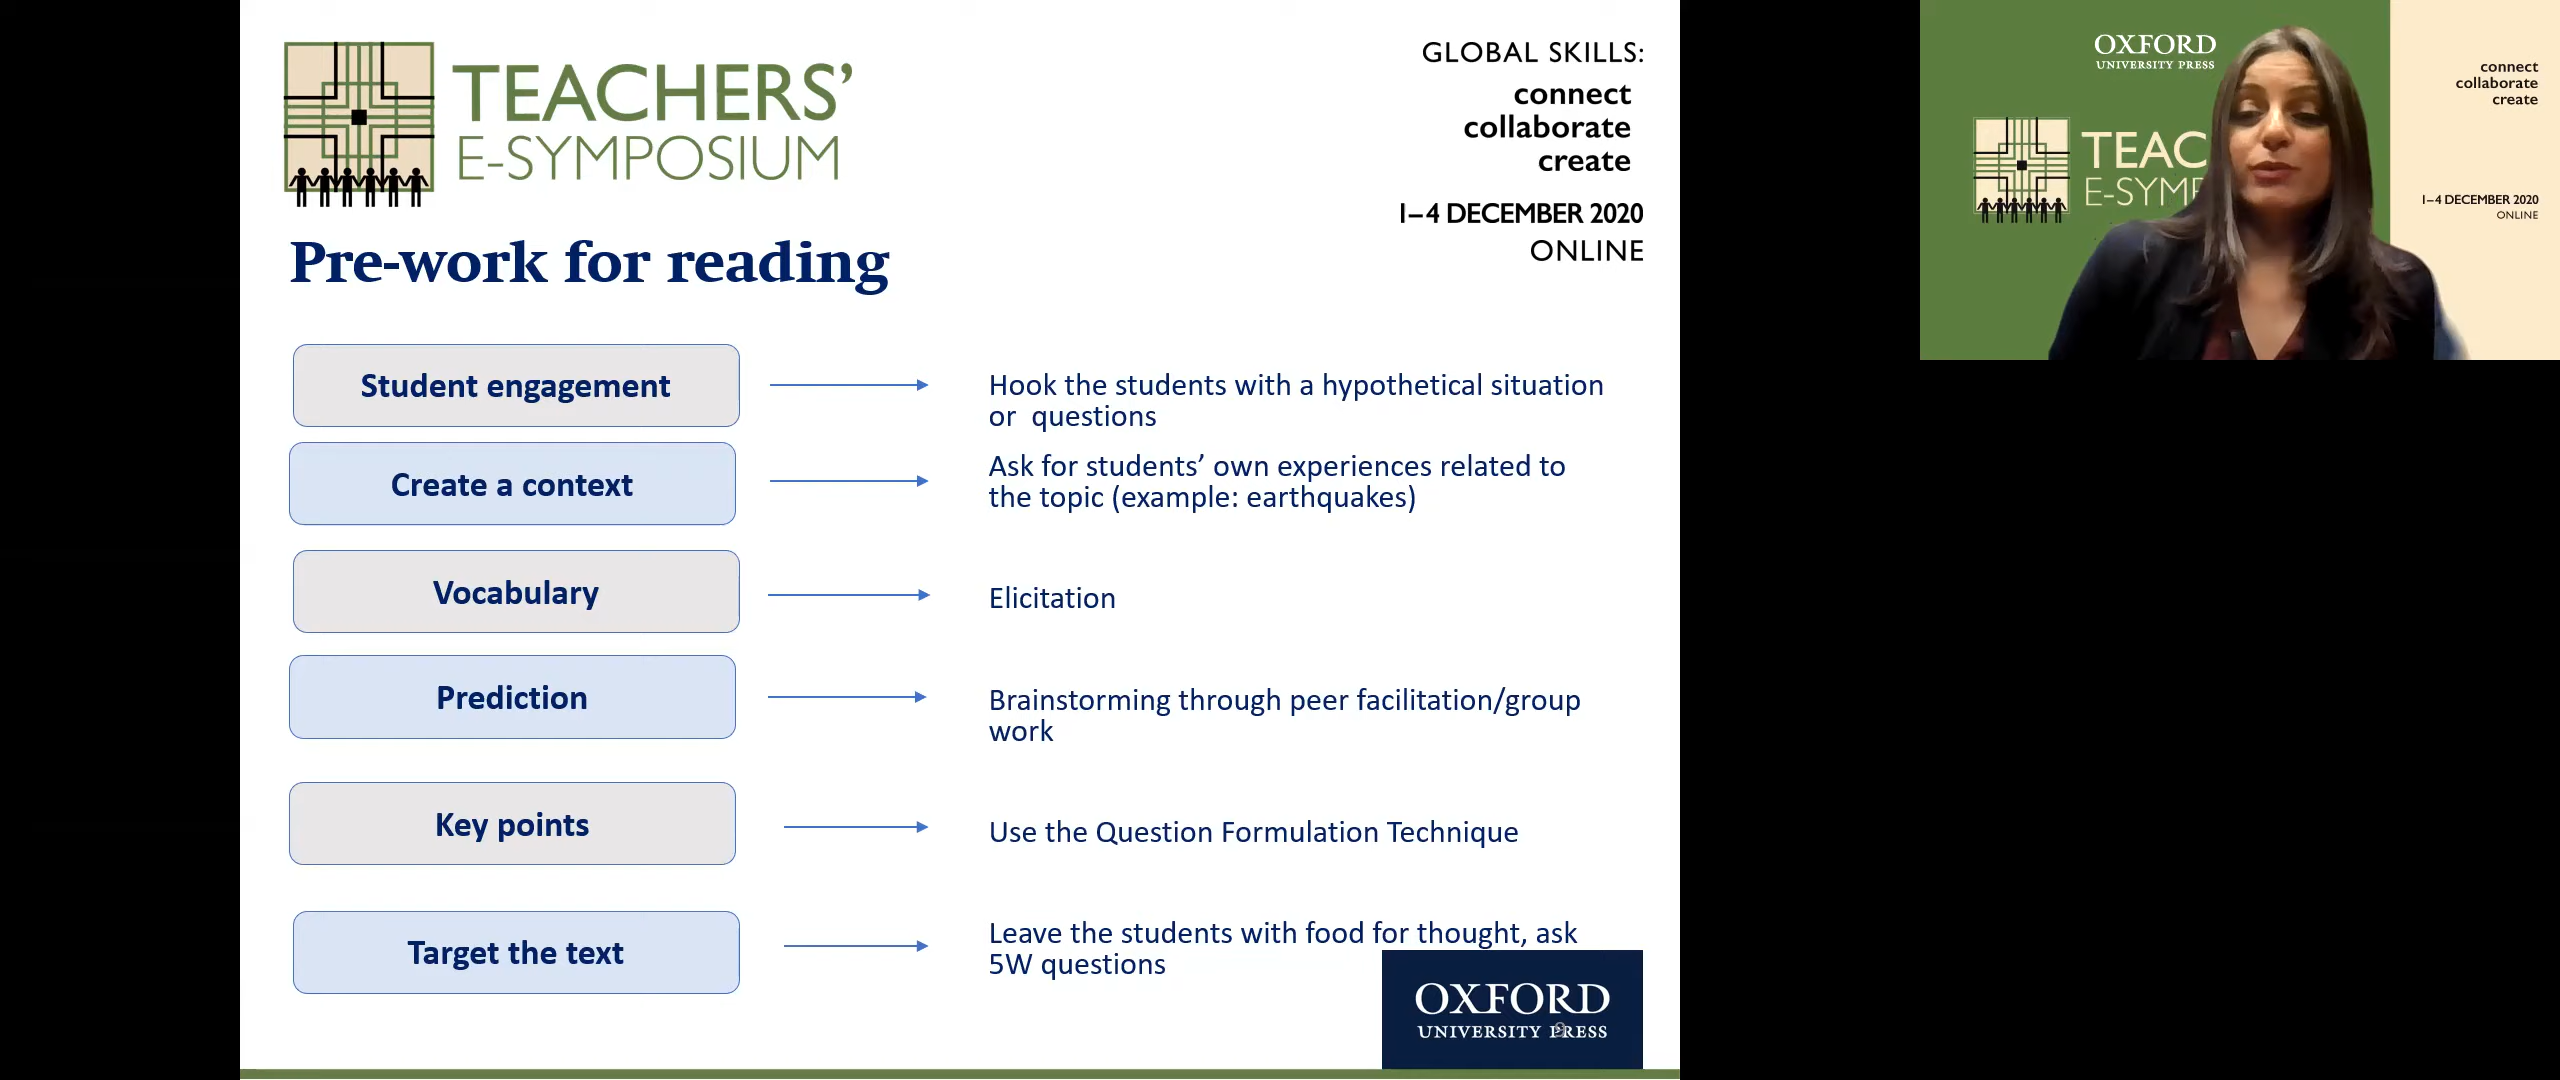 TEACHERS’
E-SYMPOSIUM
GLOBAL SKILLS:
connect
collaborate
create
1–4 DECEMBER 2020
ONLINE
Pre-work for reading
Student engagement
Hook the students with a hypothetical situation
or questions
Create a context
Ask for students’ own experiences related to
the topic (example: earthquakes)
Vocabulary
Elicitation
Prediction
Brainstorming through peer facilitation/group
work
Key points
Use the Question Formulation Technique
Target the text
Leave the students with food for thought, ask
5W questions
OXFORD
UNIVERSITY PRESS
9
OXFORD
UNIVERSITY PRESS
connect
collaborate
create
TEAC
E-SYMP
1–4 DECEMBER 2020
ONLINE